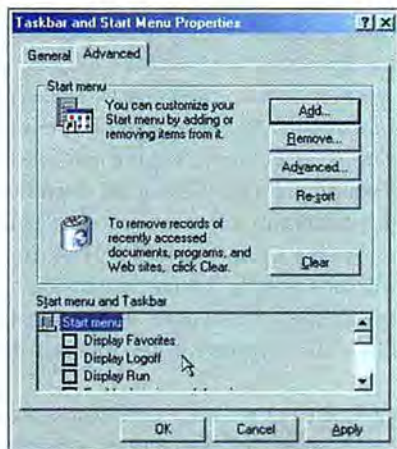 Taskbar and Start Menu Properties
General Advanced
Start menu
You can customize your
Start menu by adding or
removing items from it.
Add...
Remove...
Advanced...
Re-sort
To remove records of
recently accessed
documents, programs, and
Web sites, click Clear.
Clear
Start menu and Taskbar
Start menu
Display Favorites
Display Logoff
Display Run
OK Cancel Apply